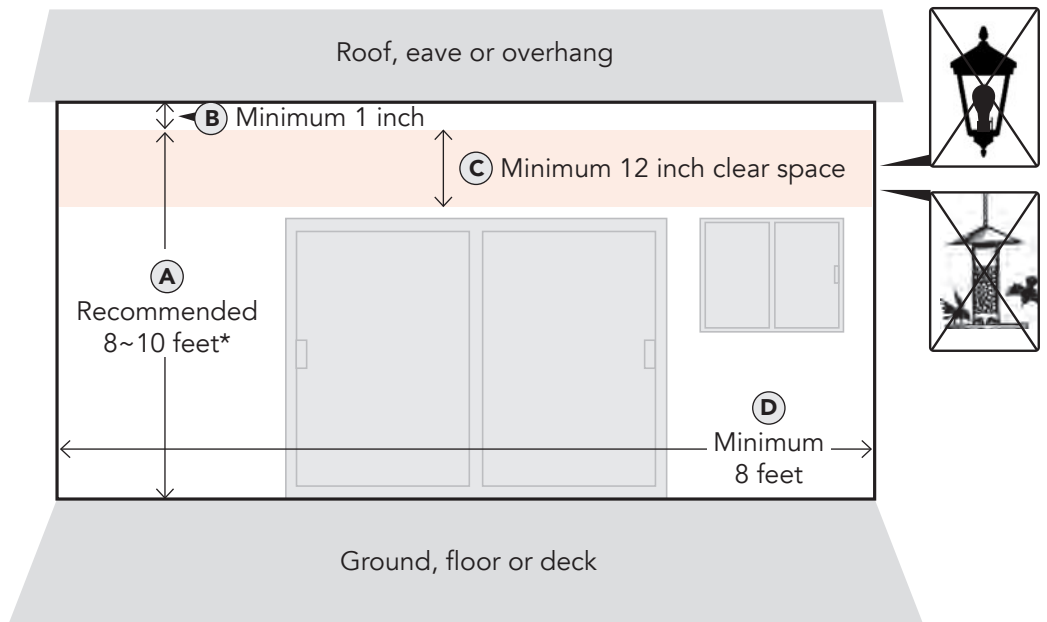 Roof, eave or overhang
B Minimum 1 inch
C Minimum 12 inch clear space
A
Recommended
8~10 feet*
D
Minimum
8 feet
Ground, floor or deck